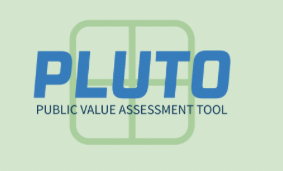 PLUTO
PUBLIC VALUE ASSESSMENT TOOL